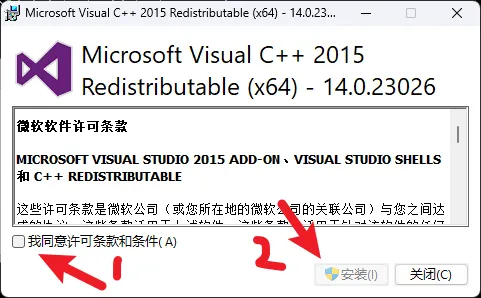 Microsoft Visual C++ 2015 Redistributable (x64) - 14.0.23...
Microsoft Visual C++ 2015
Redistributable (x64) - 14.0.23026
微软软件许可条款
MICROSOFT VISUAL STUDIO 2015 ADD-ON、VISUAL STUDIO SHELLS
和 C++ REDISTRIBUTABLE
这些许可条款是微软公司（或您所在地的微软公司的关联公司）与您之间达
我同意许可条款和条件(A)
1
2
安装(I)
关闭(C)